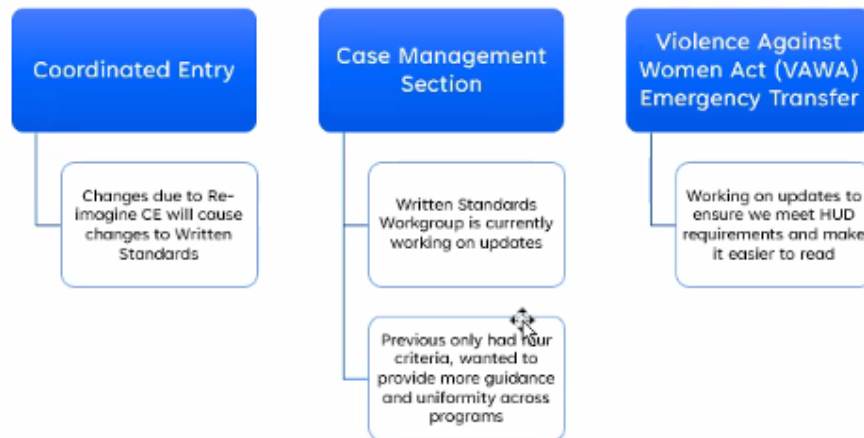 Coordinated Entry
Changes due to Re-
imagine CE will cause
changes to Written
Standards
Case Management
Section
Written Standards
Workgroup is currently
working on updates
Previous only had four
criteria, wanted to
provide more guidance
and uniformity across
programs
Violence Against
Women Act (VAWA)
Emergency Transfer
Working on updates to
ensure we meet HUD
requirements and make
it easier to read